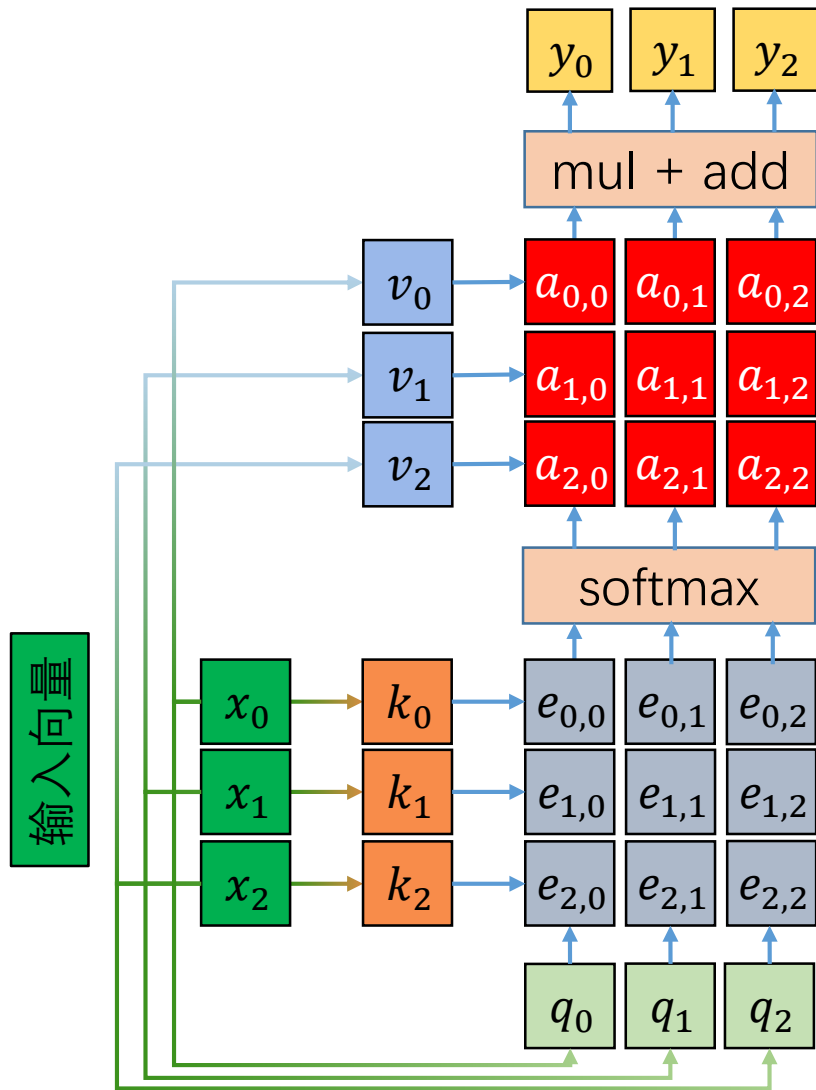 y₀ y₁ y₂
mul + add
v₀ a₀,₀ a₀,₁ a₀,₂
v₁ a₁,₀ a₁,₁ a₁,₂
v₂ a₂,₀ a₂,₁ a₂,₂
softmax
输入向量
x₀ k₀ e₀,₀ e₀,₁ e₀,₂
x₁ k₁ e₁,₀ e₁,₁ e₁,₂
x₂ k₂ e₂,₀ e₂,₁ e₂,₂
q₀ q₁ q₂